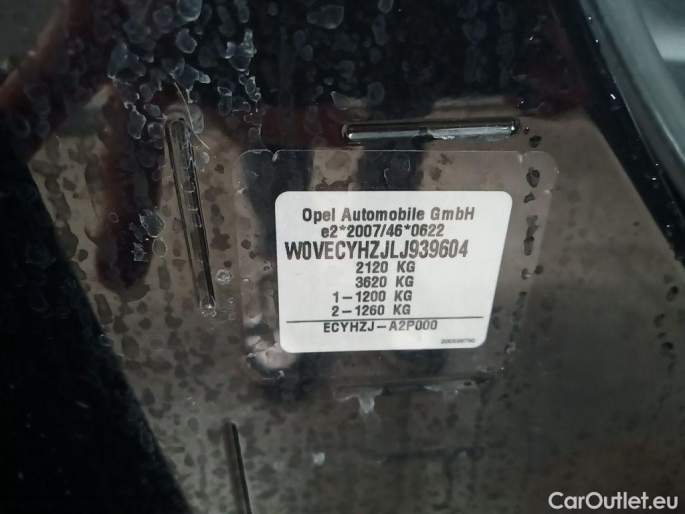 Opel Automobile GmbH
e2*2007/46*0622
W0VECYHZJLJ939604
2120 KG
3620 KG
1-1200 KG
2-1260 KG
ECYHZJ-A2P000
CarOutlet.eu